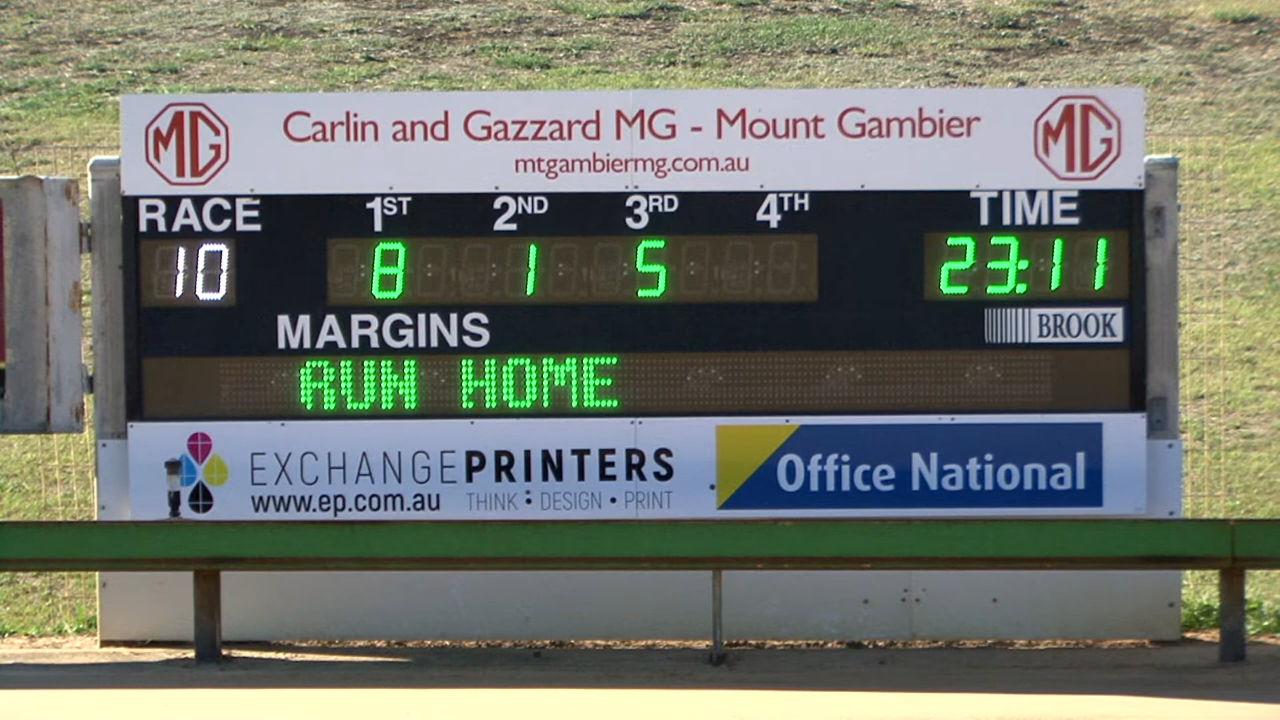 MG Carlin and Gazzard MG - Mount Gambier MG
mtgambiermg.com.au
RACE 1ST 2ND 3RD 4TH TIME
10 8 1 5 23:11
MARGINS BROOK
RUN HOME
EXCHANGEPRINTERS Office National
www.ep.com.au THINK • DESIGN • PRINT